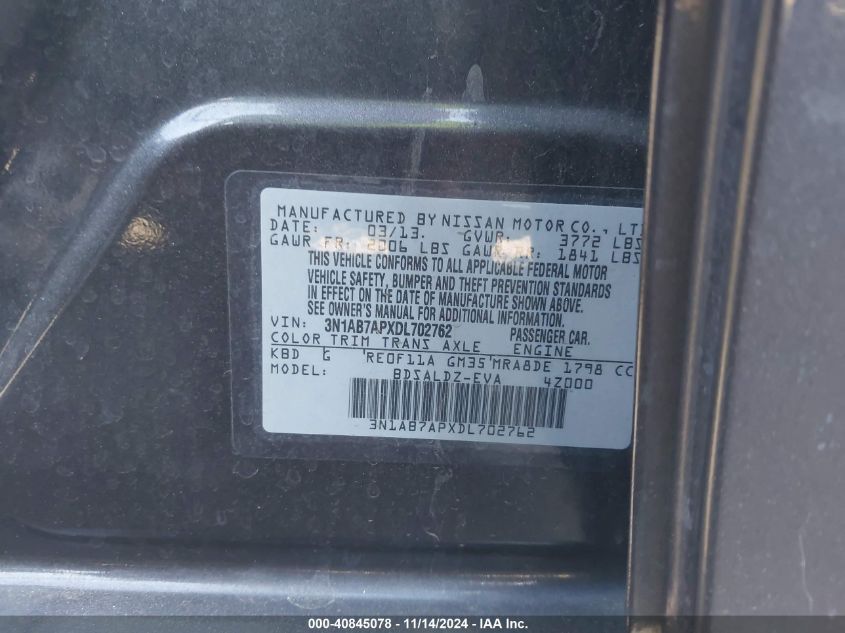 MANUFACTURED BY NISSAN MOTOR CO., LT
DATE: 03/13. GVWR: 3772 LBS
GAWR FR: 2006 LBS GAWR RR: 1841 LBS
THIS VEHICLE CONFORMS TO ALL APPLICABLE FEDERAL MOTOR
VEHICLE SAFETY, BUMPER AND THEFT PREVENTION STANDARDS
IN EFFECT ON THE DATE OF MANUFACTURE SHOWN ABOVE.
SEE OWNER'S MANUAL FOR ADDITIONAL INFORMATION.
VIN: 3N1AB7APXDL702762 PASSENGER CAR.
COLOR TRIM TRANS AXLE ENGINE
KBD G RE0F11A GM35 MRA8DE 1798 CC
MODEL: BDSALDZ-EVA 4Z000
3N1AB7APXDL702762
000-40845078 - 11/14/2024 - IAA Inc.